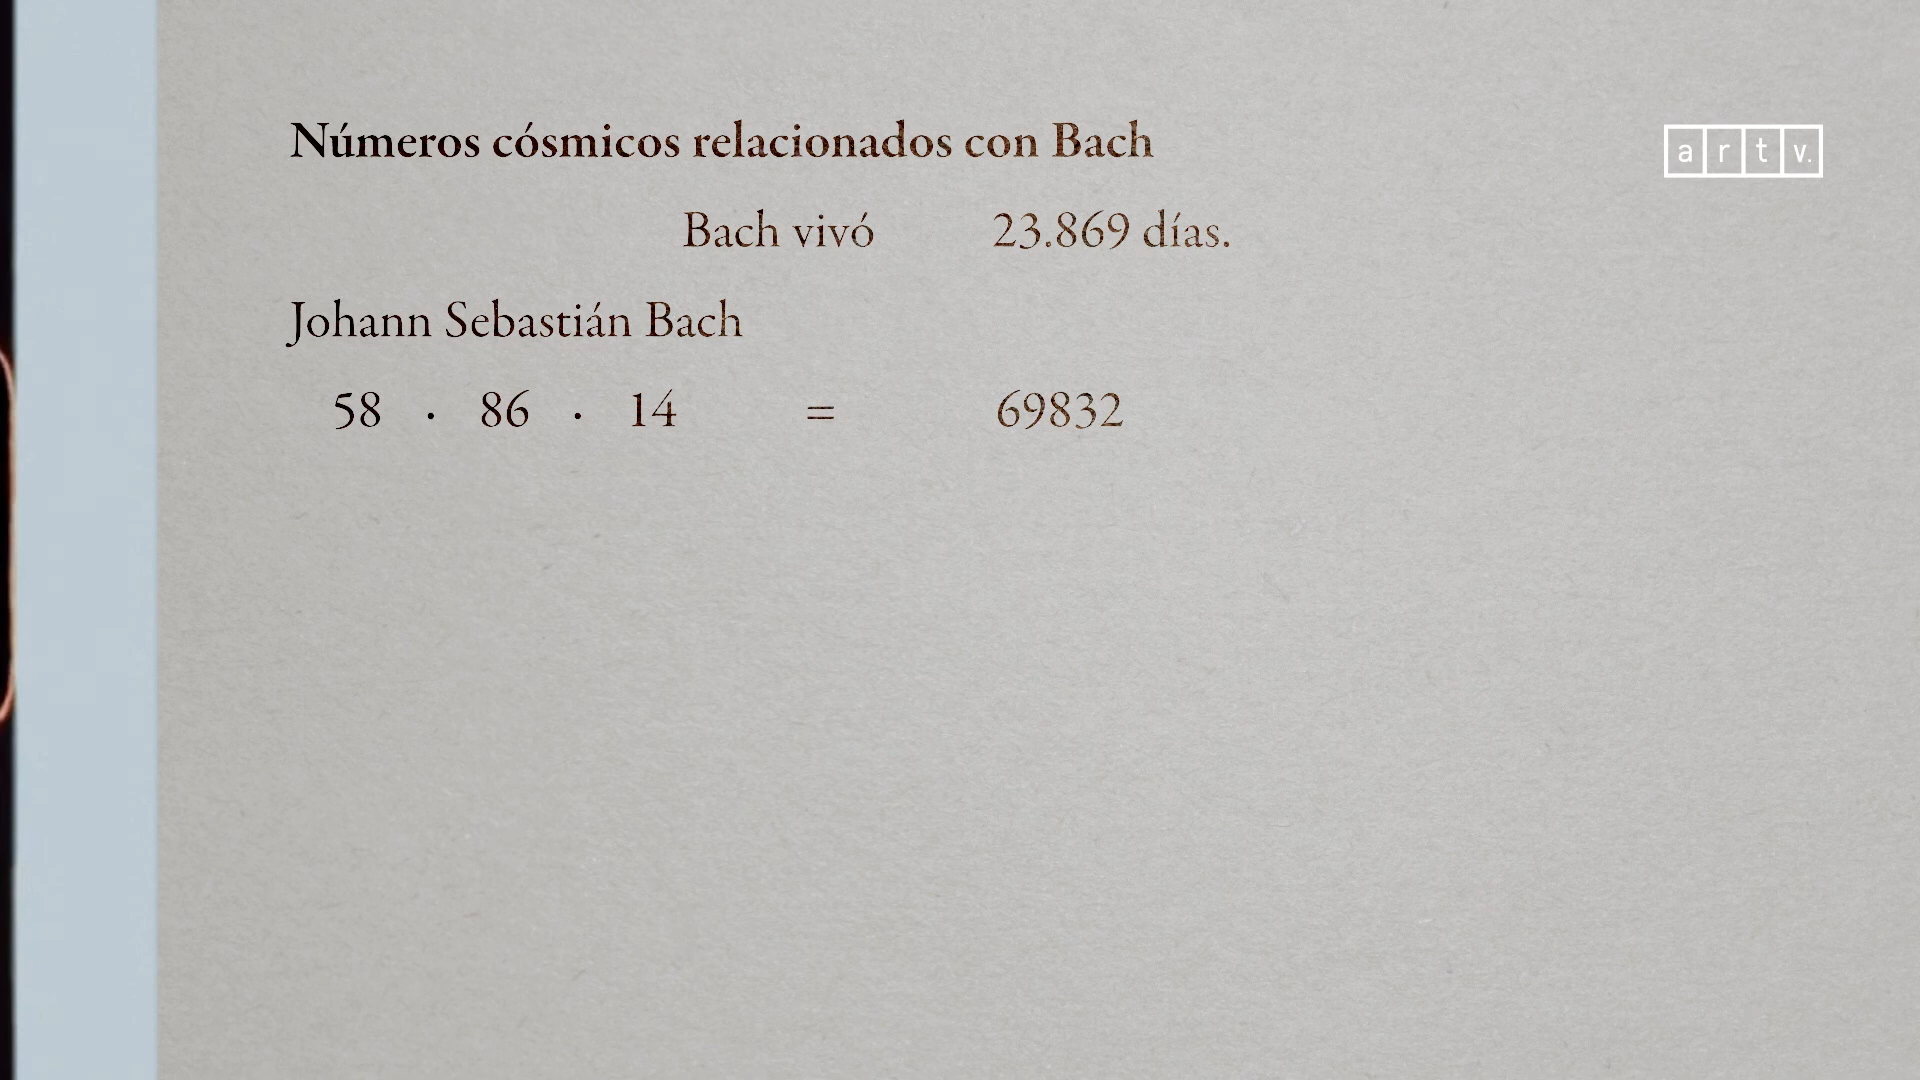 Números cósmicos relacionados con Bach
artv.
Bach vivó 23.869 días.
Johann Sebastián Bach
58 · 86 · 14 = 69832